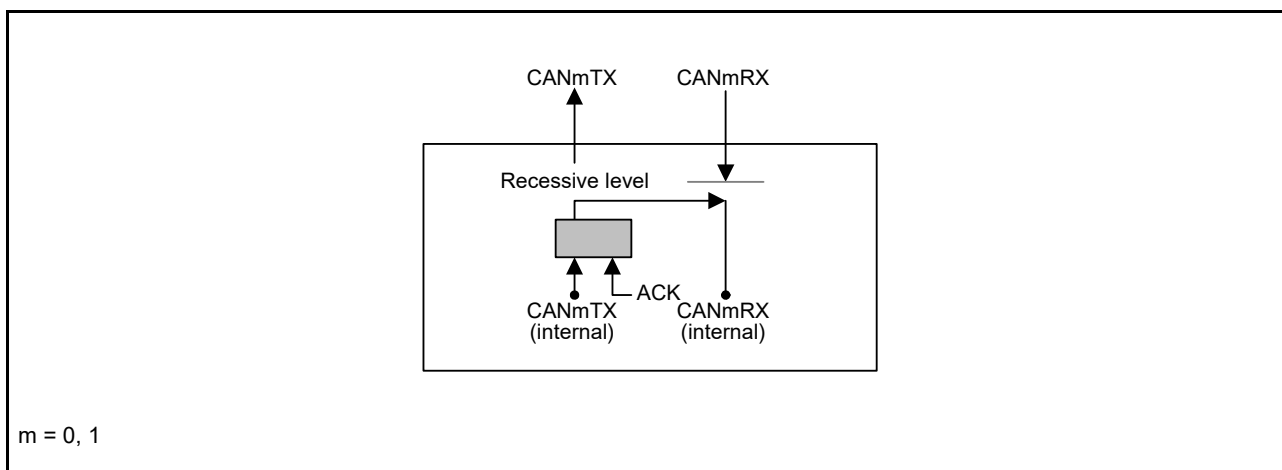 CANmTX
CANmRX
Recessive level
ACK
CANmTX
(internal)
CANmRX
(internal)
m = 0, 1